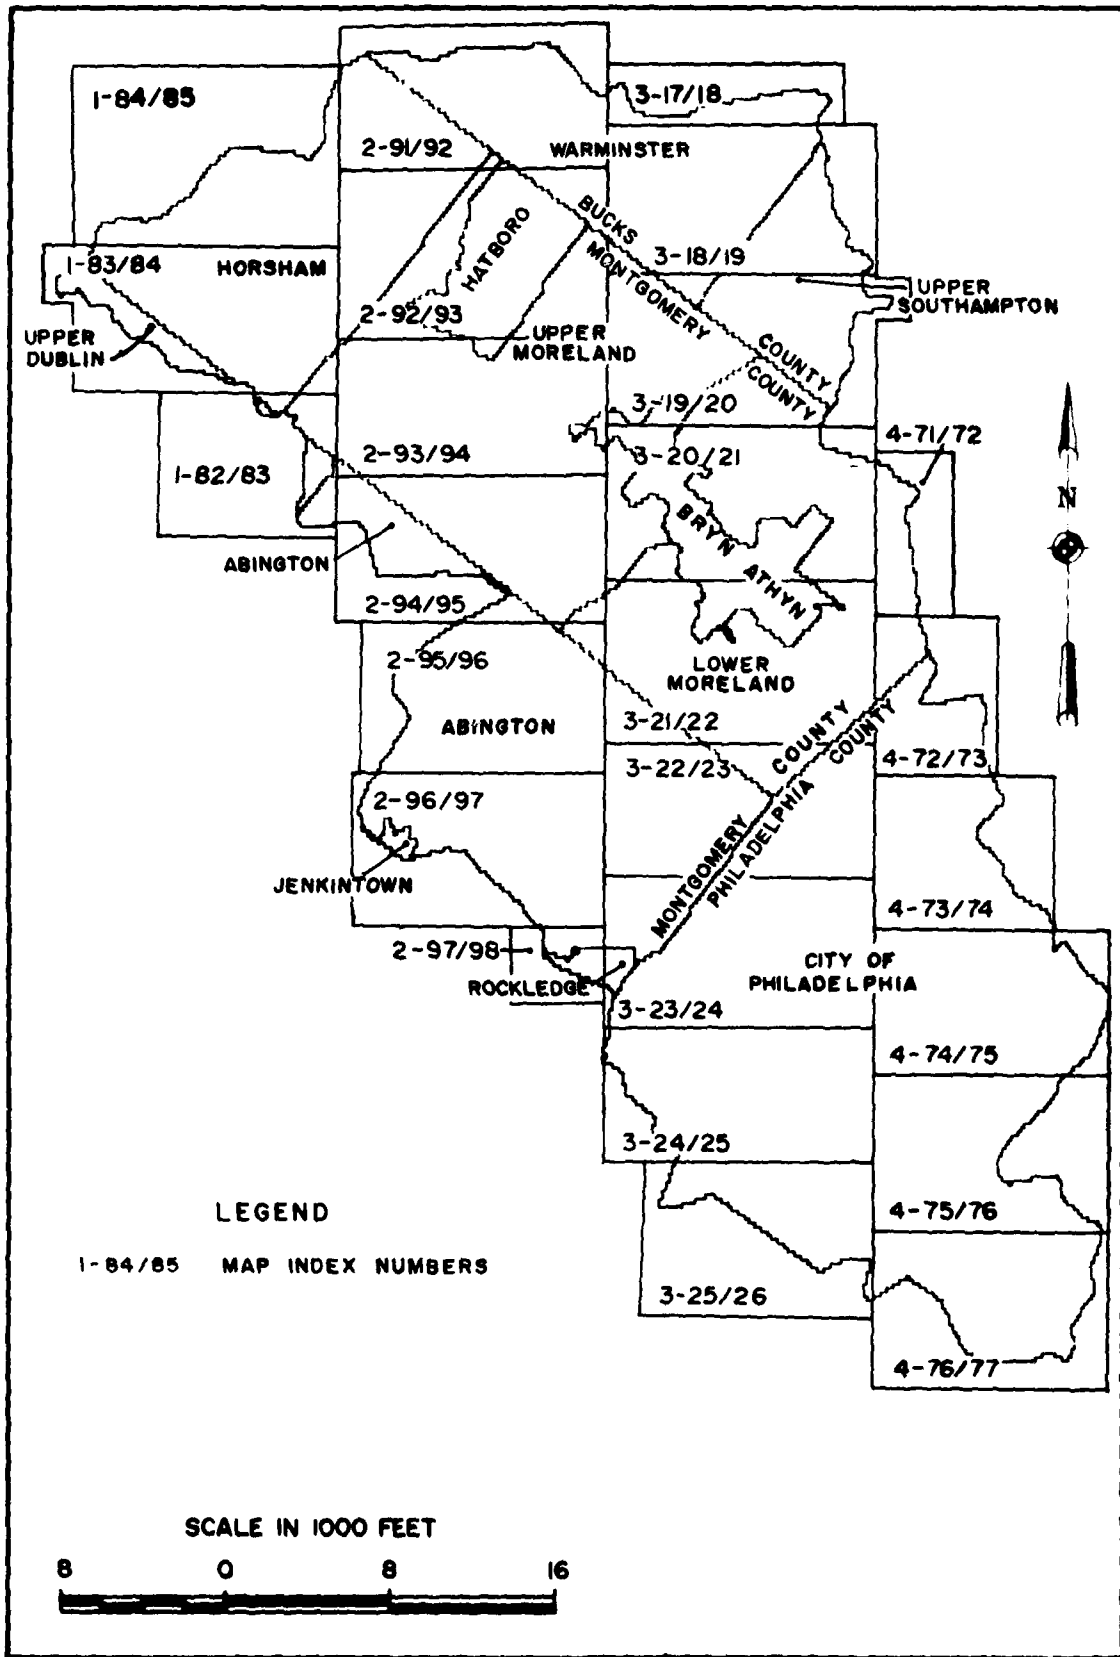 1-84/85
3-17/18
2-91/92
WARMINSTER
BUCKS
MONTGOMERY
HATBORO
1-83/84
HORSHAM
3-18/19
UPPER
SOUTHAMPTON
2-92/93
UPPER
DUBLIN
UPPER
MORELAND
COUNTY
COUNTY
3-19/20
4-71/72
2-93/94
3-20/21
1-82/83
N
BRYN ATHYN
ABINGTON
2-94/95
2-95/96
LOWER
MORELAND
ABINGTON
3-21/22
COUNTY
COUNTY
3-22/23
4-72/73
2-96/97
MONTGOMERY
PHILADELPHIA
JENKINTOWN
4-73/74
2-97/98
CITY OF
PHILADELPHIA
ROCKLEDGE
3-23/24
4-74/75
3-24/25
LEGEND
4-75/76
1-84/85 MAP INDEX NUMBERS
3-25/26
4-76/77
SCALE IN 1000 FEET
8 0 8 16